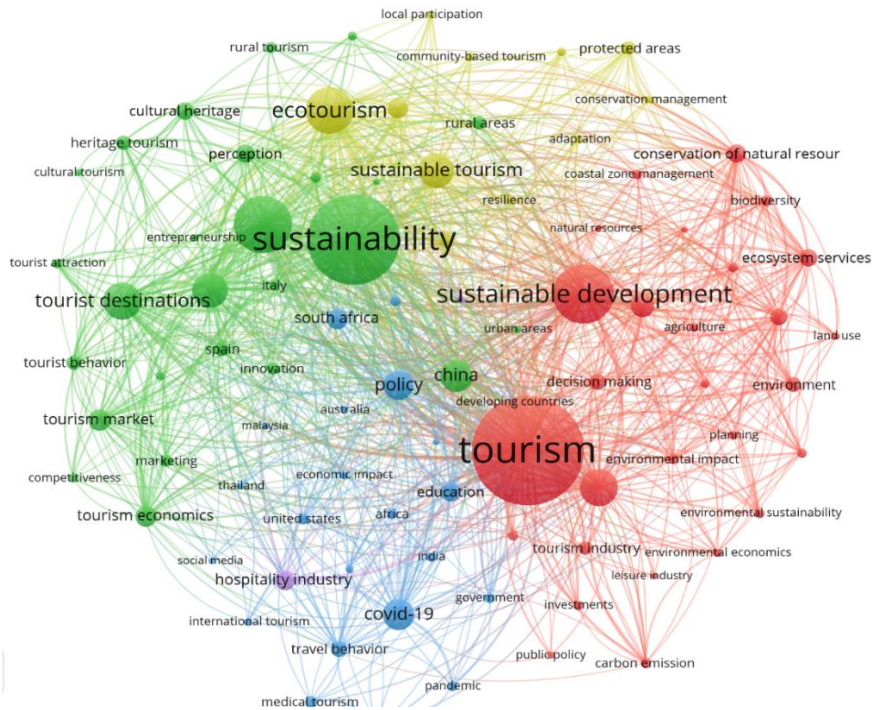 local participation
rural tourism
community-based tourism
protected areas
cultural heritage
ecotourism
conservation management
rural areas
heritage tourism
adaptation
perception
conservation of natural resour
cultural tourism
sustainable tourism
coastal zone management
resilience
biodiversity
entrepreneurship
sustainability
natural resources
tourist attraction
ecosystem services
italy
tourist destinations
sustainable development
south africa
urban areas
agriculture
land use
spain
tourist behavior
innovation
china
policy
decision making
environment
developing countries
australia
tourism market
malaysia
planning
tourism
marketing
environmental impact
competitiveness
economic impact
thailand
education
tourism economics
united states
africa
environmental sustainability
tourism industry
environmental economics
social media
india
hospitality industry
leisure industry
government
investments
international tourism
covid-19
travel behavior
public policy
carbon emission
pandemic
medical tourism